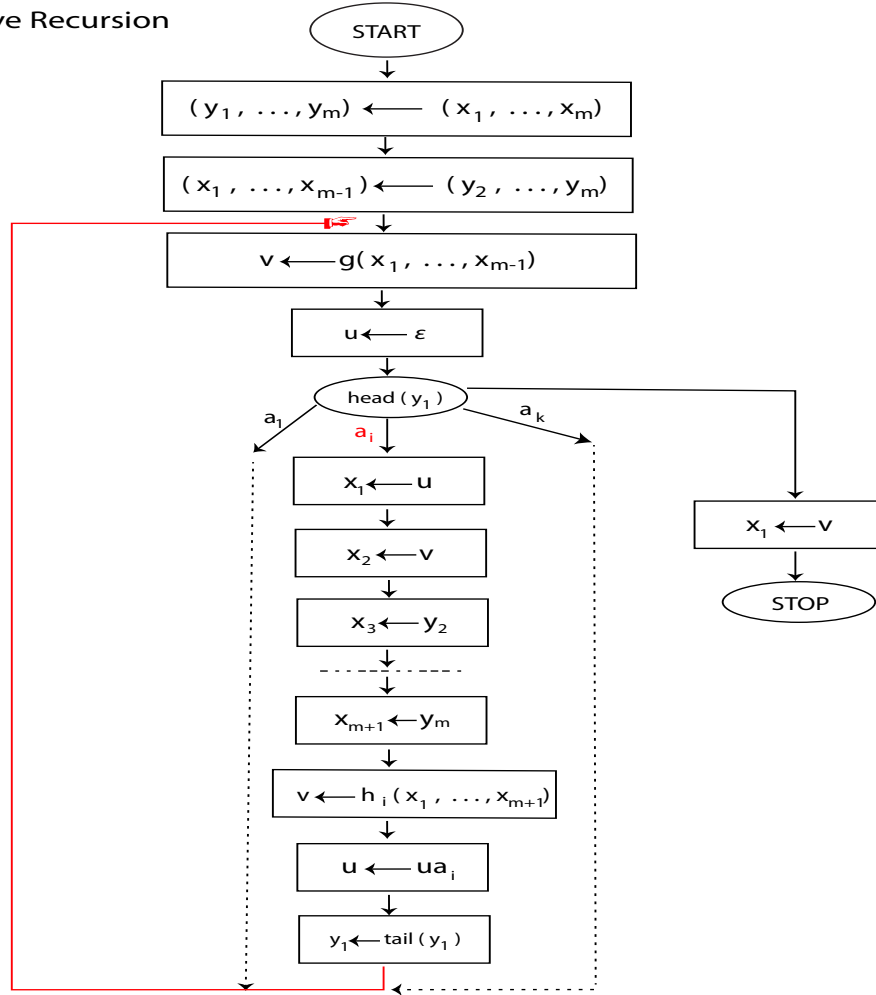 ve Recursion
START
(y₁, ...,yₘ) ← (x₁, ...,xₘ)
(x₁, ...,xₘ₋₁) ← (y₂, ...,yₘ)
v ← g(x₁, ...,xₘ₋₁)
u ← ε
head(y₁)
a₁
aᵢ
aₖ
x₁ ← u
x₂ ← v
x₃ ← y₂
xₘ₊₁ ← yₘ
v ← hᵢ(x₁, ...,xₘ₊₁)
u ← uaᵢ
y₁ ← tail(y₁)
x₁ ← v
STOP